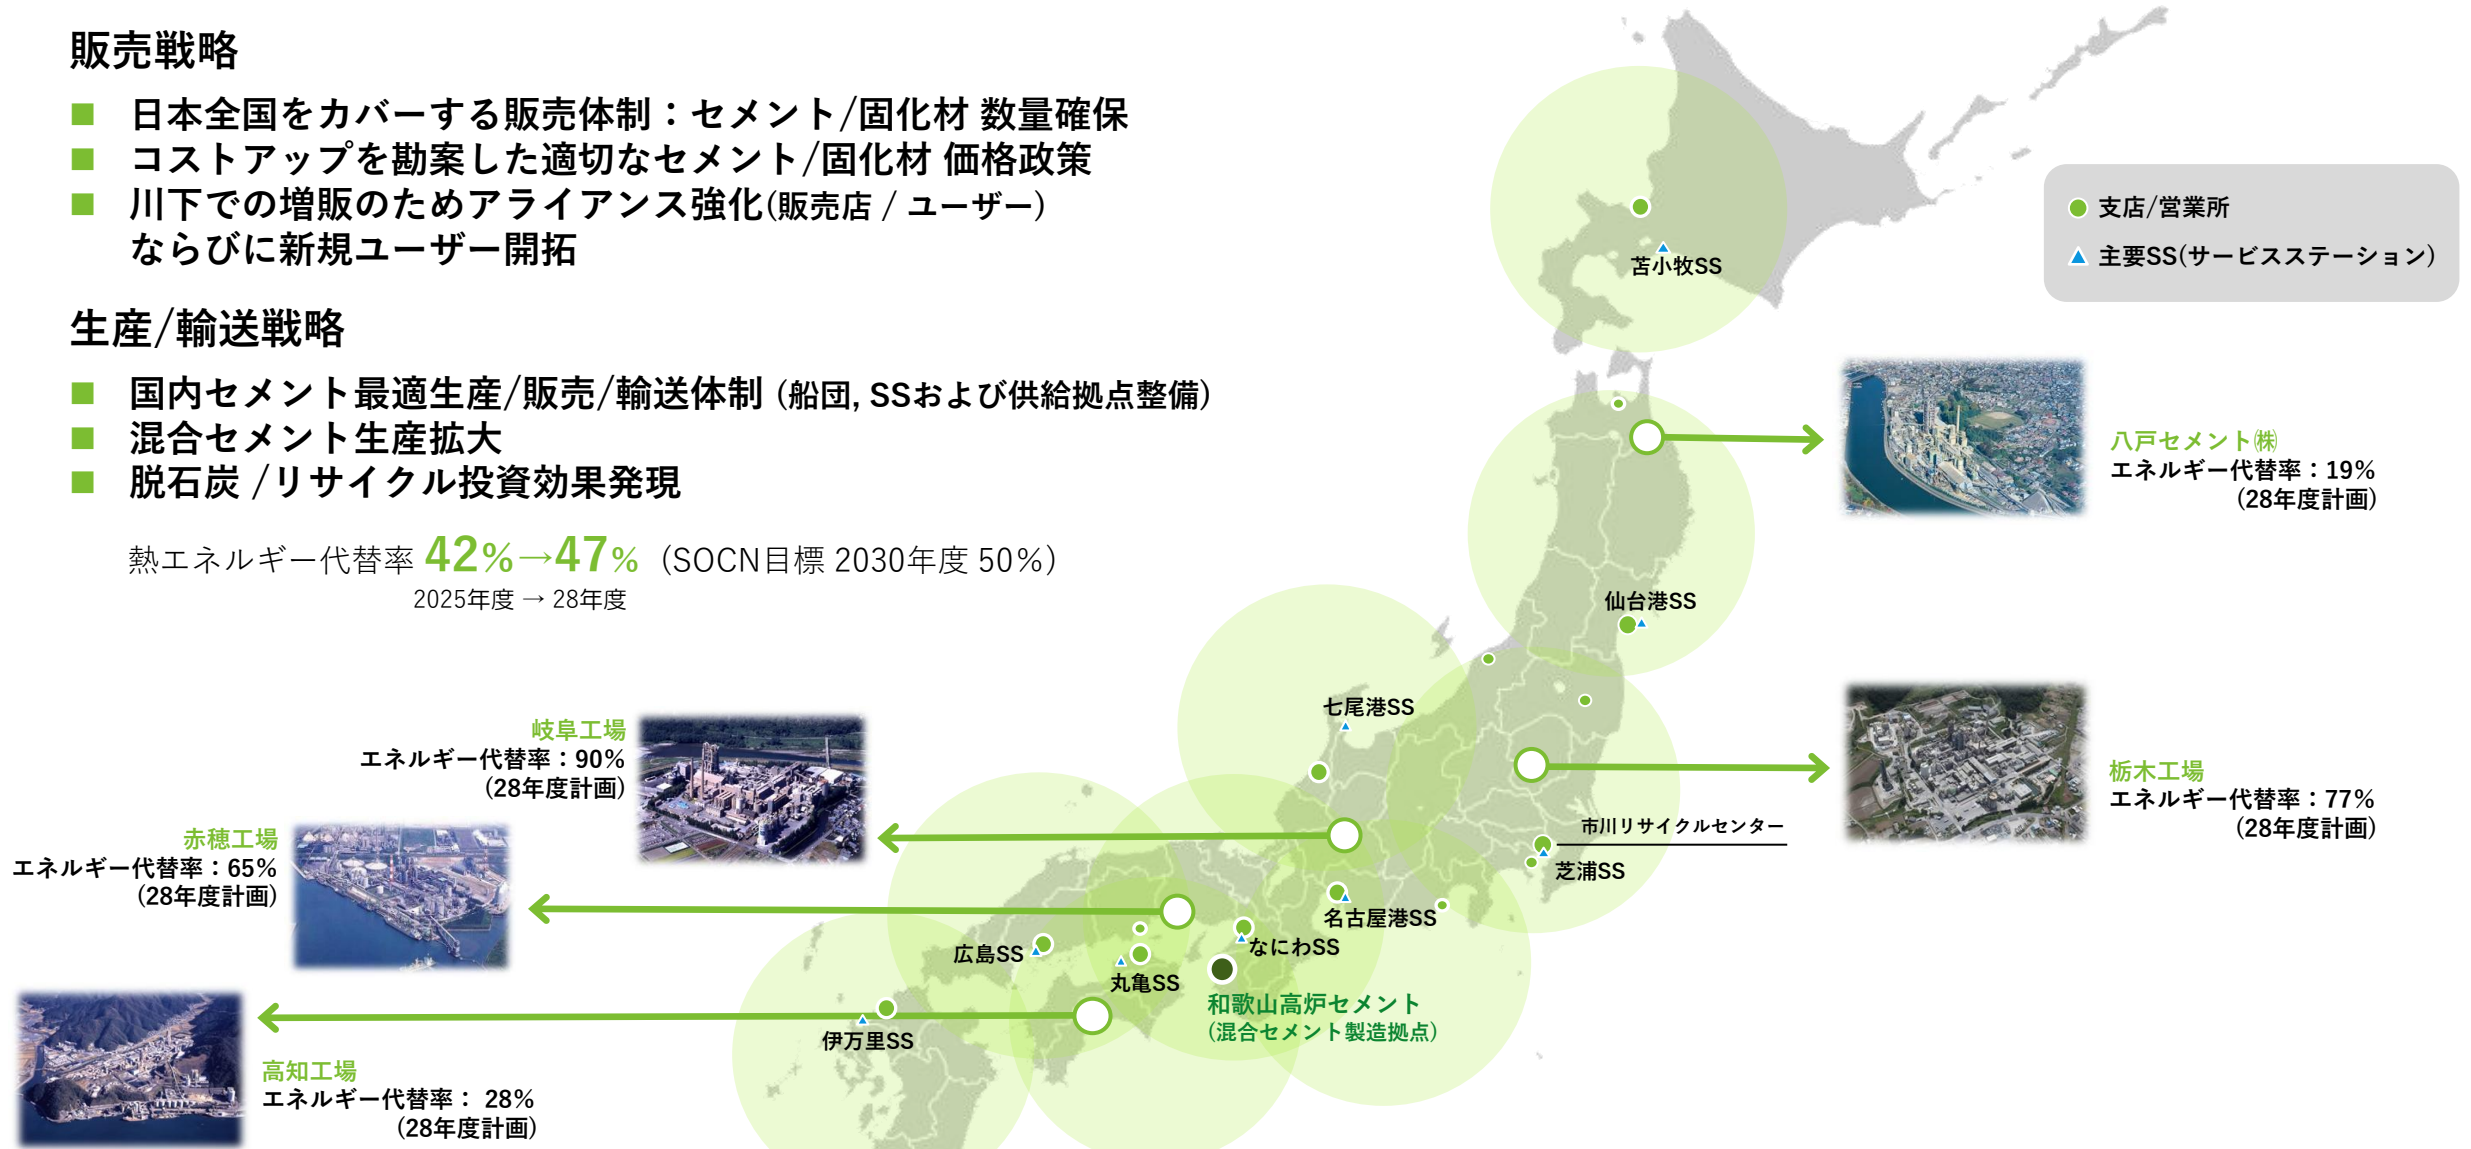 販売戦略
■ 日本全国をカバーする販売体制：セメント/固化材 数量確保
■ コストアップを勘案した適切なセメント/固化材 価格政策
■ 川下での増販のためアライアンス強化(販売店 / ユーザー)
ならびに新規ユーザー開拓
生産/輸送戦略
■ 国内セメント最適生産/販売/輸送体制 (船団, SSおよび供給拠点整備)
■ 混合セメント生産拡大
■ 脱石炭 /リサイクル投資効果発現
熱エネルギー代替率 42%→47% (SOCN目標 2030年度 50%)
2025年度 → 28年度
支店/営業所
主要SS(サービスステーション)
苫小牧SS
八戸セメント㈱
エネルギー代替率：19%
(28年度計画)
仙台港SS
七尾港SS
栃木工場
エネルギー代替率：77%
(28年度計画)
市川リサイクルセンター
芝浦SS
岐阜工場
エネルギー代替率：90%
(28年度計画)
赤穂工場
エネルギー代替率：65%
(28年度計画)
名古屋港SS
なにわSS
広島SS
丸亀SS
和歌山高炉セメント
(混合セメント製造拠点)
伊万里SS
高知工場
エネルギー代替率： 28%
(28年度計画)